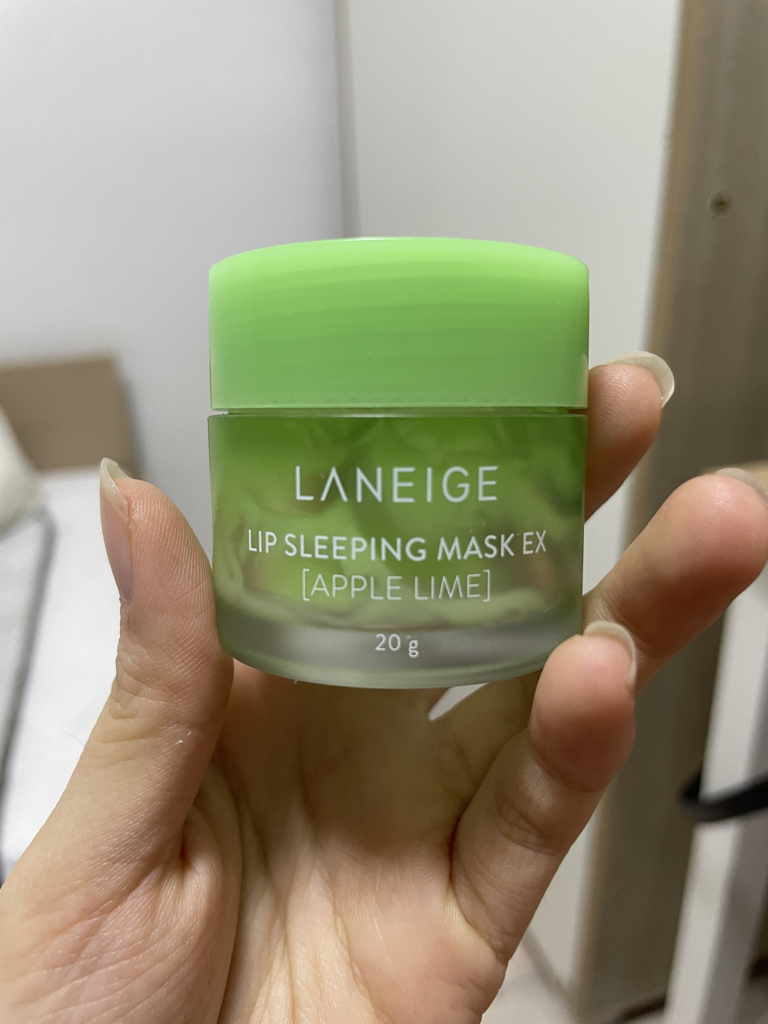 LANEIGE
LIP SLEEPING MASK EX
[APPLE LIME]
20 g